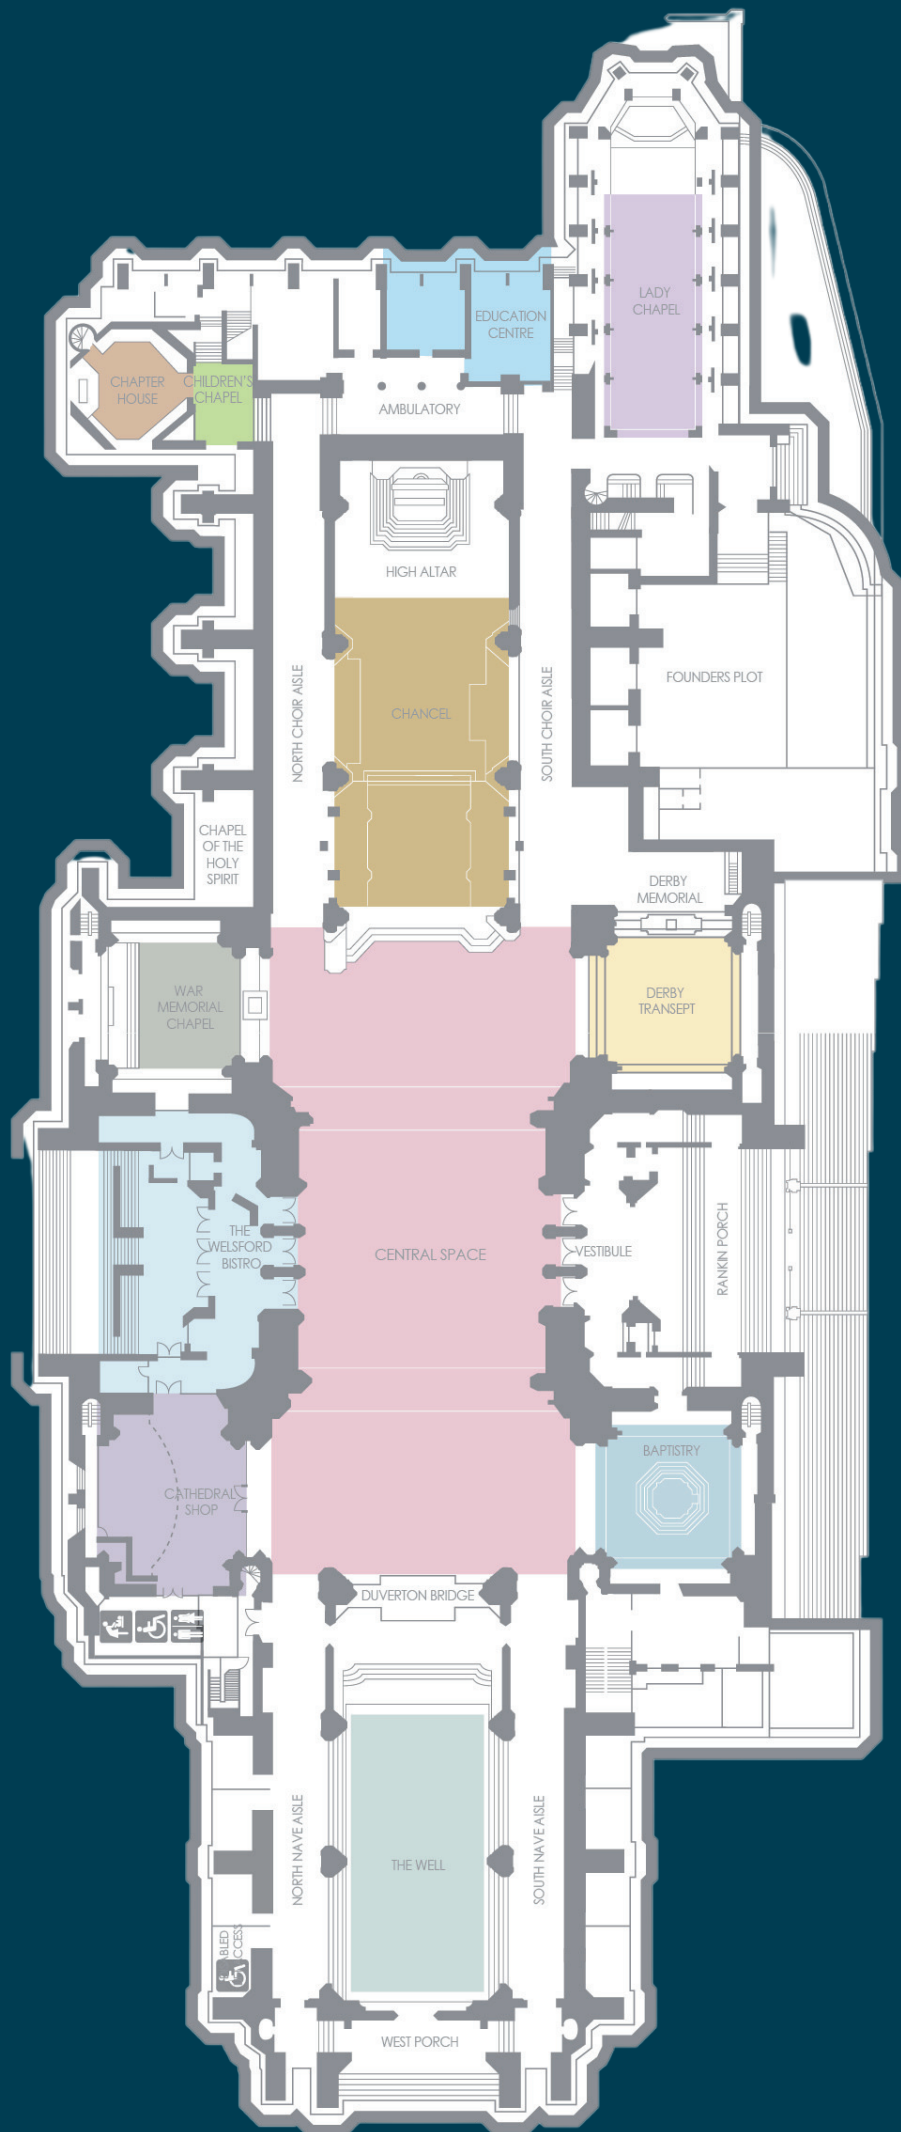 LADY
CHAPEL
EDUCATION
CENTRE
CHAPTER
HOUSE
CHILDREN'S
CHAPEL
AMBULATORY
HIGH ALTAR
NORTH CHOIR AISLE
CHANCEL
SOUTH CHOIR AISLE
FOUNDERS PLOT
CHAPEL
OF THE
HOLY
SPIRIT
DERBY
MEMORIAL
WAR
MEMORIAL
CHAPEL
DERBY
TRANSEPT
THE
WELSFORD
BISTRO
CENTRAL SPACE
VESTIBULE
RANKIN PORCH
BAPTISTRY
CATHEDRAL
SHOP
DUVERTON BRIDGE
NORTH NAVE AISLE
THE WELL
SOUTH NAVE AISLE
ABLED
CCESS
WEST PORCH